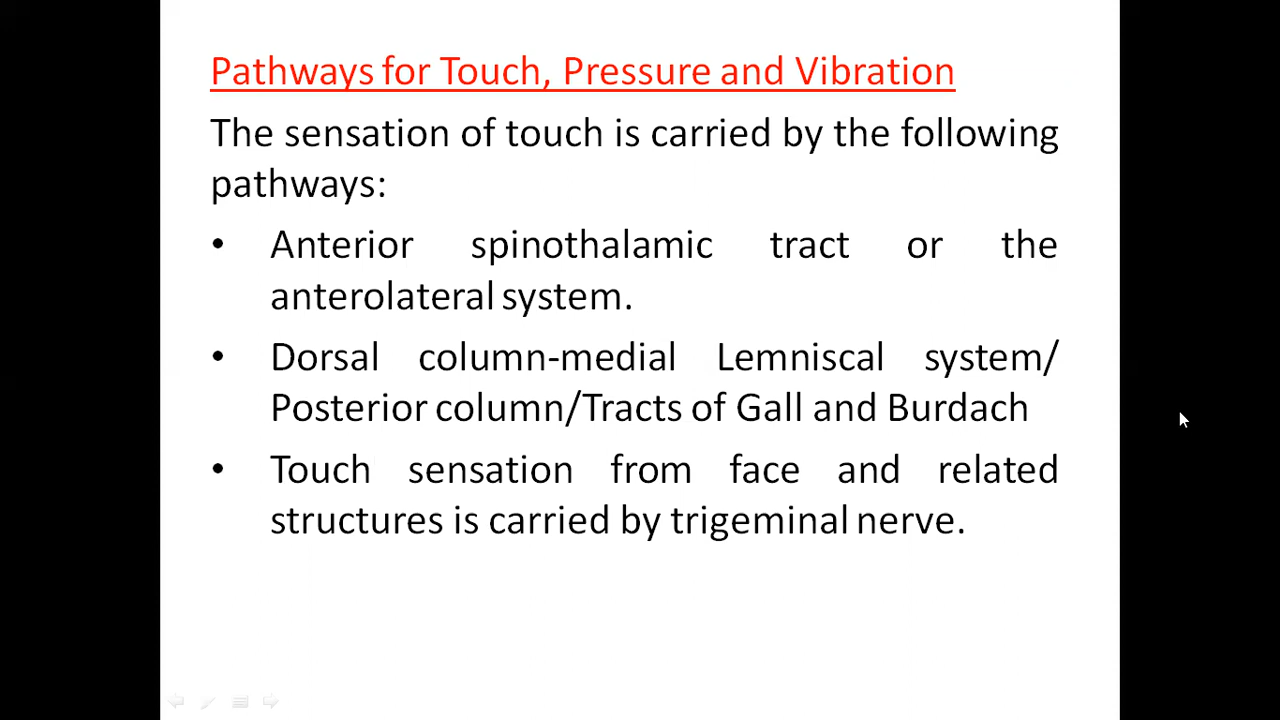 Pathways for Touch, Pressure and Vibration
The sensation of touch is carried by the following
pathways:
• Anterior spinothalamic tract or the
anterolateral system.
• Dorsal column-medial Lemniscal system/
Posterior column/Tracts of Gall and Burdach
• Touch sensation from face and related
structures is carried by trigeminal nerve.